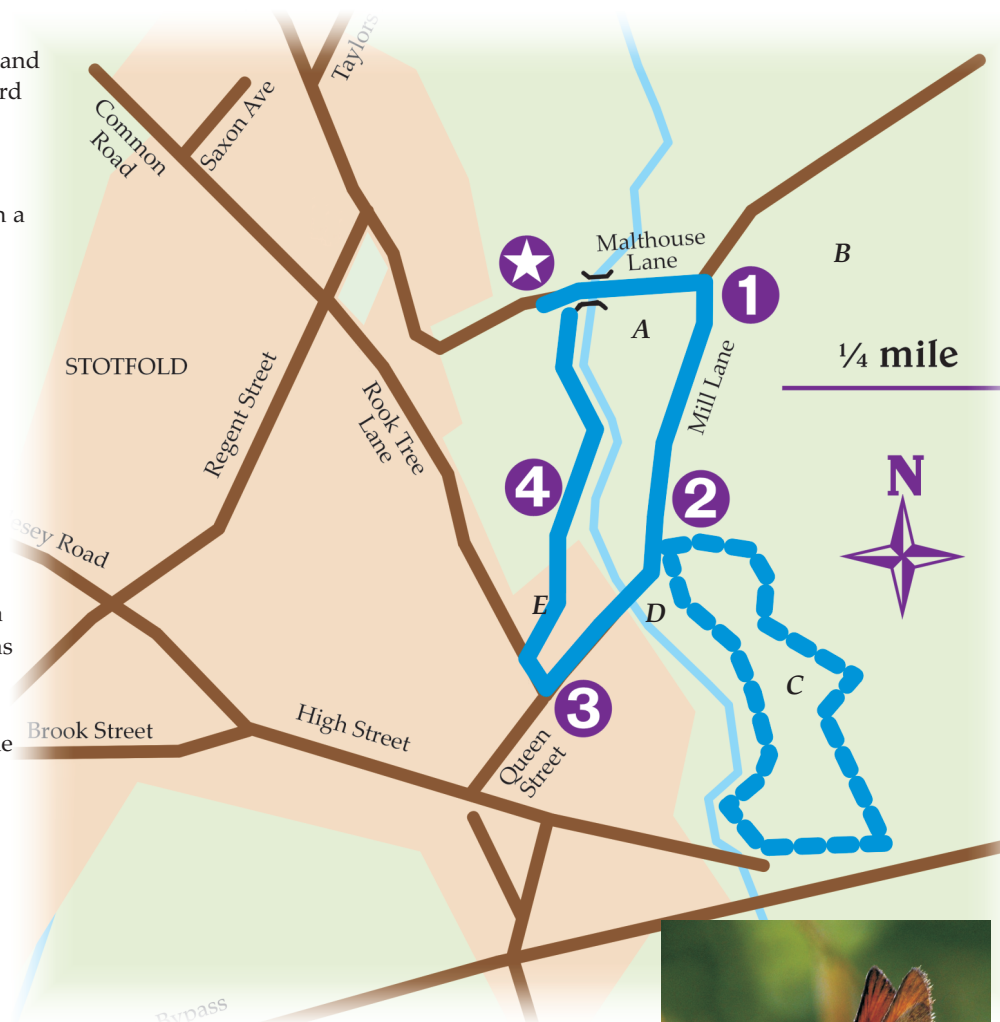 and
rd
n a
Taylors
Common
Road
Saxon Ave
Malthouse
Lane
B
1
A
¼ mile
STOTFOLD
Regent Street
Rook Tree
Lane
Mill Lane
N
4
2
esey Road
E
D
C
3
Brook Street
High Street
Queen
Street
Bypass